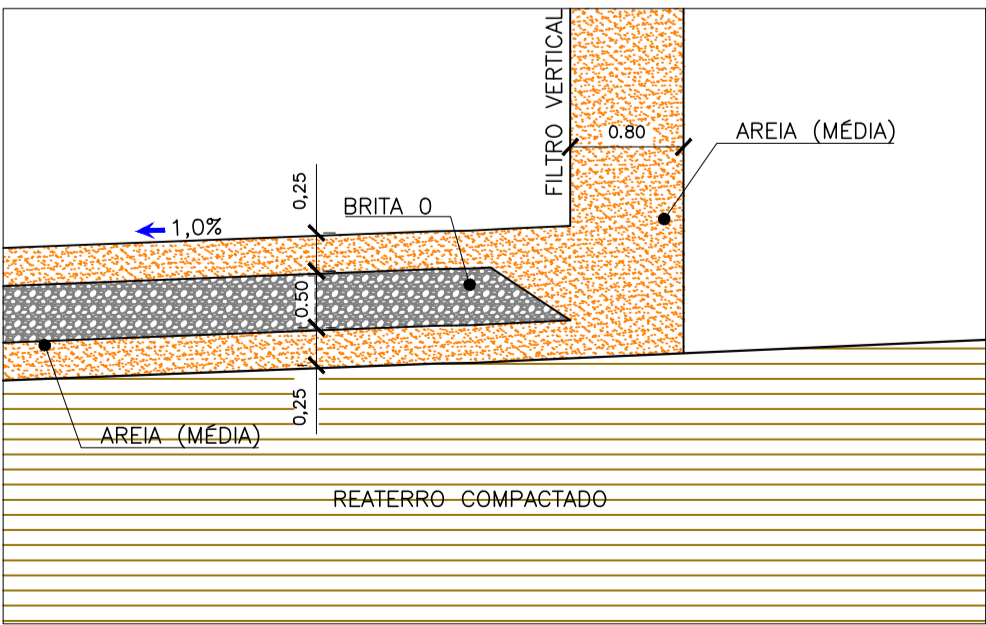 FILTRO VERTICAL
0.80
AREIA (MÉDIA)
0,25
BRITA 0
1,0%
0.50
0,25
AREIA (MÉDIA)
REATERRO COMPACTADO